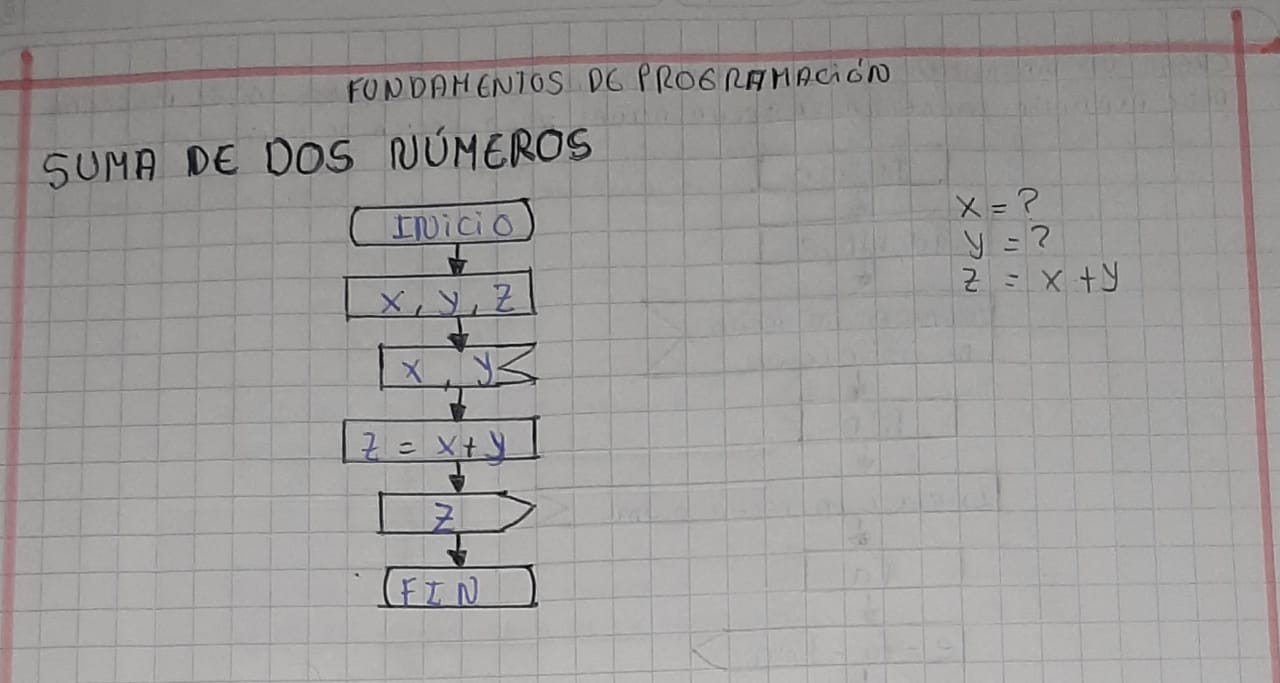 FUNDAMENTOS DE PROGRAMACIÓN
SUMA DE DOS NÚMEROS
INICIO
x, y, z
x, y
z = x+y
z
FIN
x = ?
y = ?
z = x + y